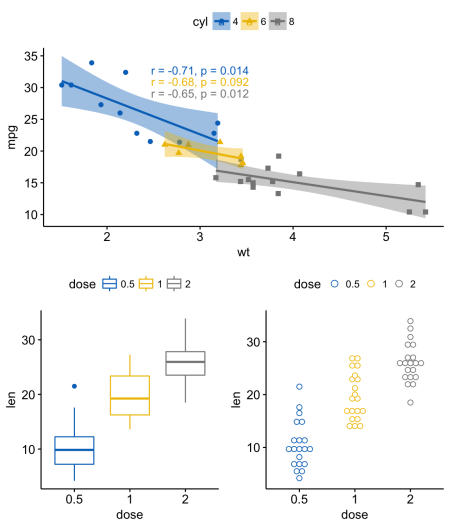 cyl 4 6 8
35
30
25
20
15
10
mpg
r = -0.71, p = 0.014
r = -0.68, p = 0.092
r = -0.65, p = 0.012
2 3 4 5
wt
dose 0.5 1 2
30
20
10
len
0.5 1 2
dose
dose 0.5 1 2
30
20
10
len
0.5 1 2
dose